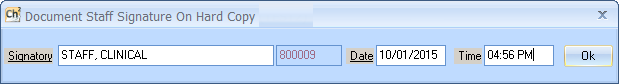 Ch2 Document Staff Signature On Hard Copy
Signatory STAFF, CLINICAL 800009 Date 10/01/2015 Time 04:56 PM Ok